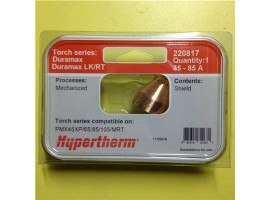 Torch series:
Duramax
Duramax LK/RT
220817
Quantity:1
45 - 85 A
Processes:
Mechanized
Contents:
Shield
Torch series compatible on:
PMX45XP/65/85/105/MRT
Hypertherm